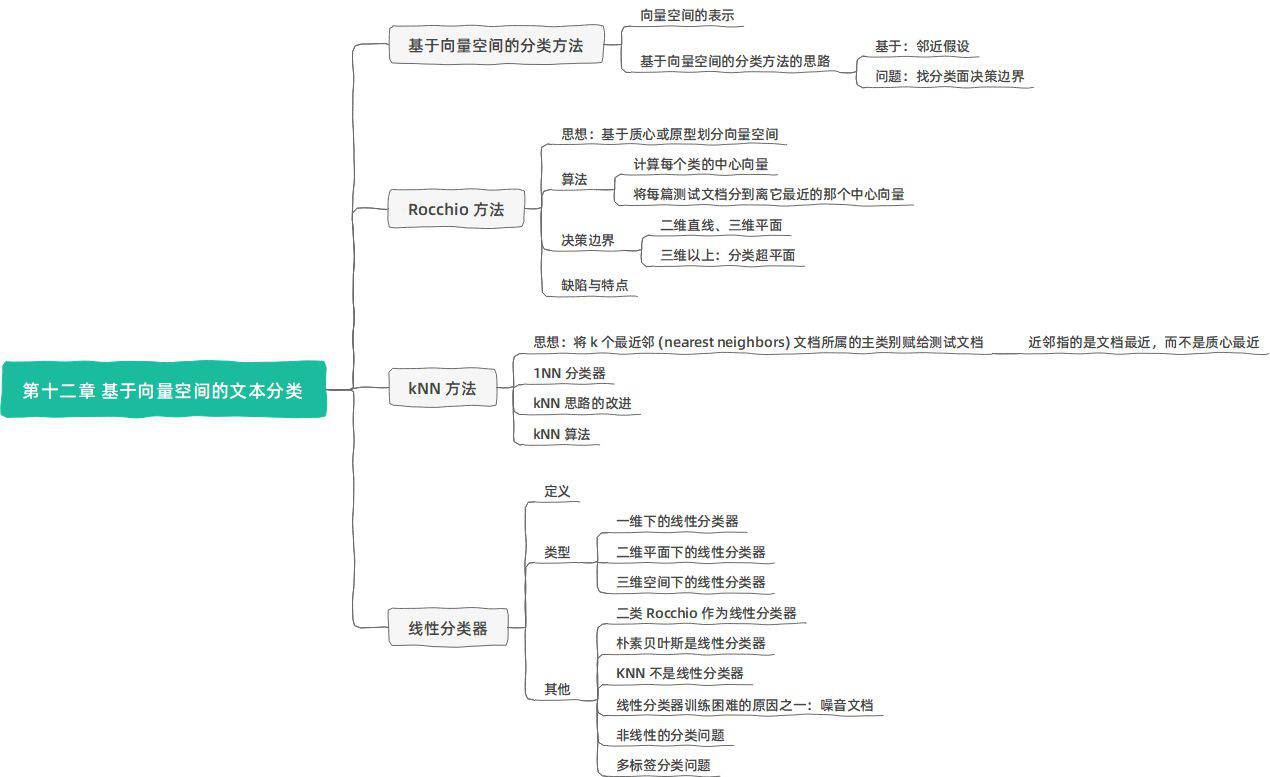 第十二章 基于向量空间的文本分类
基于向量空间的分类方法
向量空间的表示
基于向量空间的分类方法的思路
基于：邻近假设
问题：找分类面决策边界
Rocchio 方法
思想：基于质心或原型划分向量空间
算法
计算每个类的中心向量
将每篇测试文档分到离它最近的那个中心向量
决策边界
二维直线、三维平面
三维以上：分类超平面
缺陷与特点
kNN 方法
思想：将 k 个最近邻 (nearest neighbors) 文档所属的主类别赋给测试文档
近邻指的是文档最近，而不是质心最近
1NN 分类器
kNN 思路的改进
kNN 算法
线性分类器
定义
类型
一维下的线性分类器
二维平面下的线性分类器
三维空间下的线性分类器
其他
二类 Rocchio 作为线性分类器
朴素贝叶斯是线性分类器
KNN 不是线性分类器
线性分类器训练困难的原因之一：噪音文档
非线性的分类问题
多标签分类问题